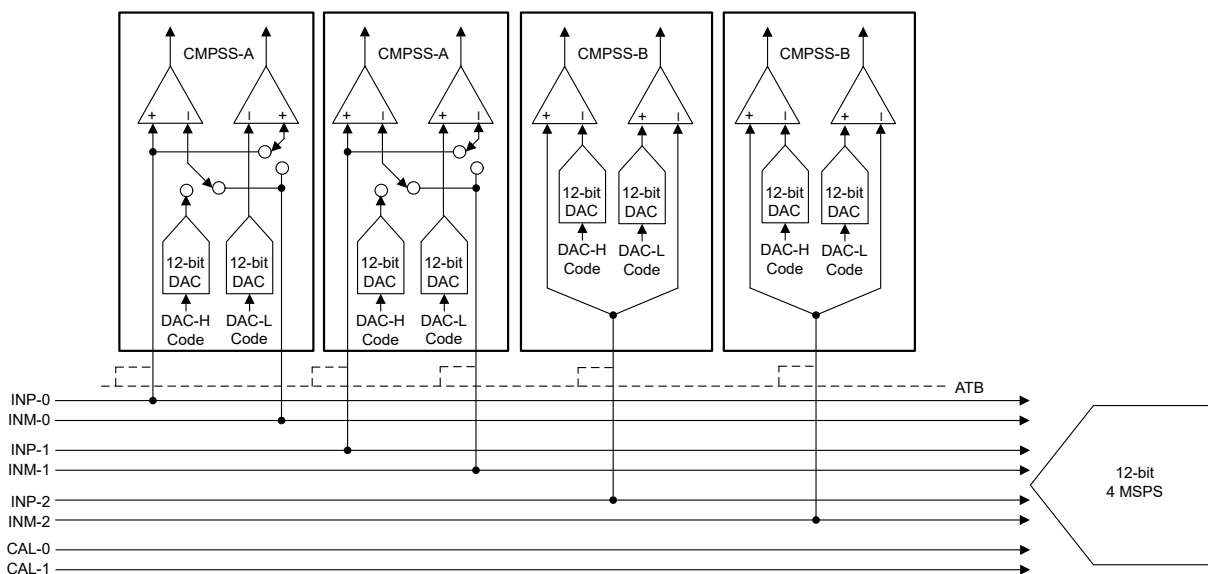 CMPSS-A
CMPSS-A
CMPSS-B
CMPSS-B
+ | | +
+ | + |
+ | + |
+ | + |
12-bit
DAC
12-bit
DAC
12-bit
DAC
12-bit
DAC
DAC-H
Code
DAC-L
Code
DAC-H
Code
DAC-L
Code
12-bit
DAC
12-bit
DAC
12-bit
DAC
12-bit
DAC
DAC-H
Code
DAC-L
Code
DAC-H
Code
DAC-L
Code
ATB
INP-0
INM-0
INP-1
INM-1
INP-2
INM-2
CAL-0
CAL-1
12-bit
4 MSPS